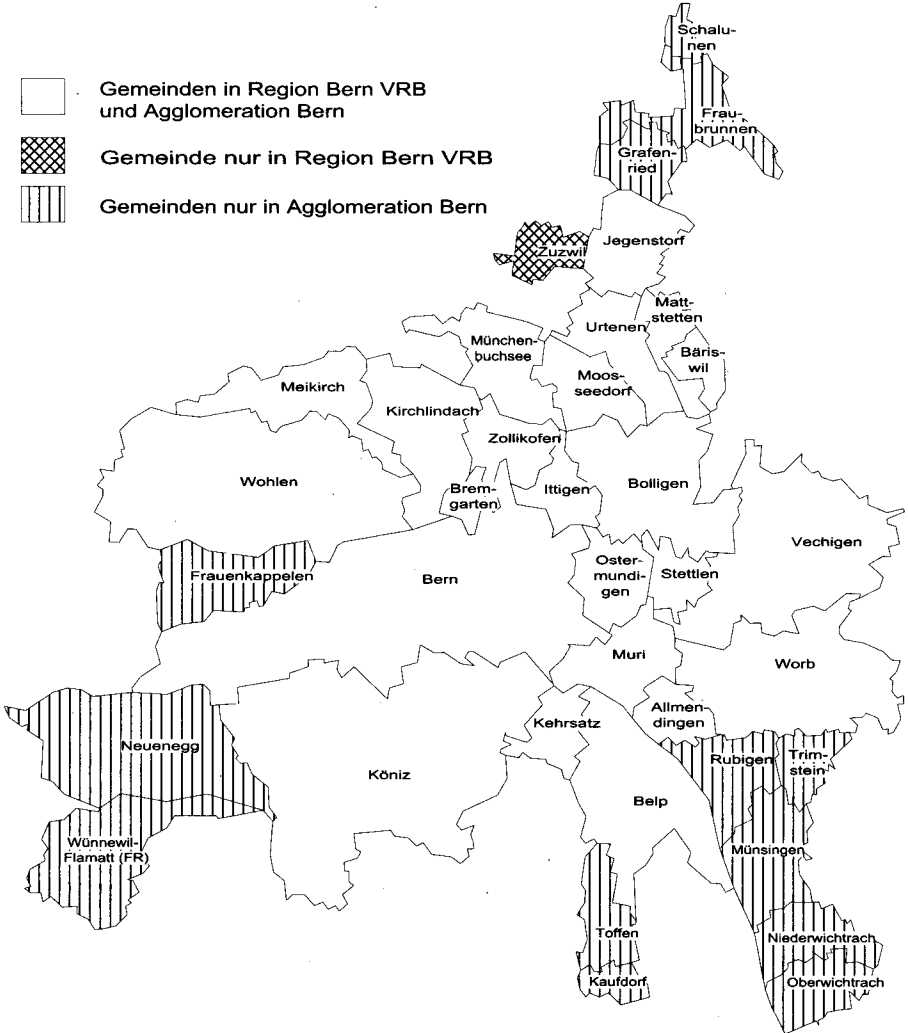 Gemeinden in Region Bern VRB
und Agglomeration Bern
Gemeinde nur in Region Bern VRB
Gemeinden nur in Agglomeration Bern
Schalu-
nen
Frau-
brunnen
Grafen-
ried
Jegenstorf
Zuzwil
Matt-
stetten
Urtenen
Bäris-
wil
München-
buchsee
Moos-
seedorf
Meikirch
Kirchlindach
Zollikofen
Wohlen
Brem-
garten
Ittigen
Bolligen
Vechigen
Frauenkappelen
Bern
Oster-
mundi-
gen
Stettlen
Muri
Worb
Allmen-
dingen
Kehrsatz
Neuenegg
Köniz
Rubigen
Trim-
stein
Belp
Wünnewil-
Flamatt (FR)
Münsingen
Toffen
Niederwichtrach
Kaufdorf
Oberwichtrach